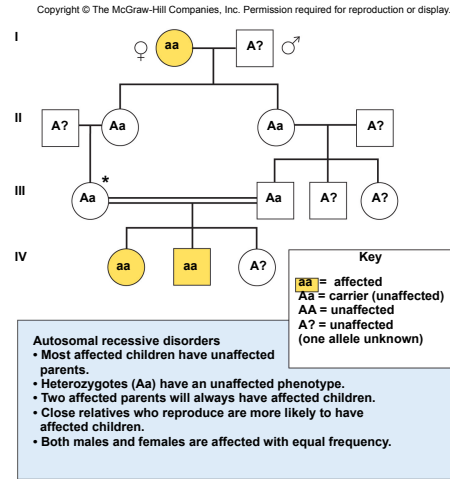 Copyright © The McGraw-Hill Companies, Inc. Permission required for reproduction or display.
I
♀ aa A? ♂
II
A? Aa Aa A?
III
Aa * Aa A? A?
IV
aa aa A?
Key
aa = affected
Aa = carrier (unaffected)
AA = unaffected
A? = unaffected
(one allele unknown)
Autosomal recessive disorders
• Most affected children have unaffected
parents.
• Heterozygotes (Aa) have an unaffected phenotype.
• Two affected parents will always have affected children.
• Close relatives who reproduce are more likely to have
affected children.
• Both males and females are affected with equal frequency.